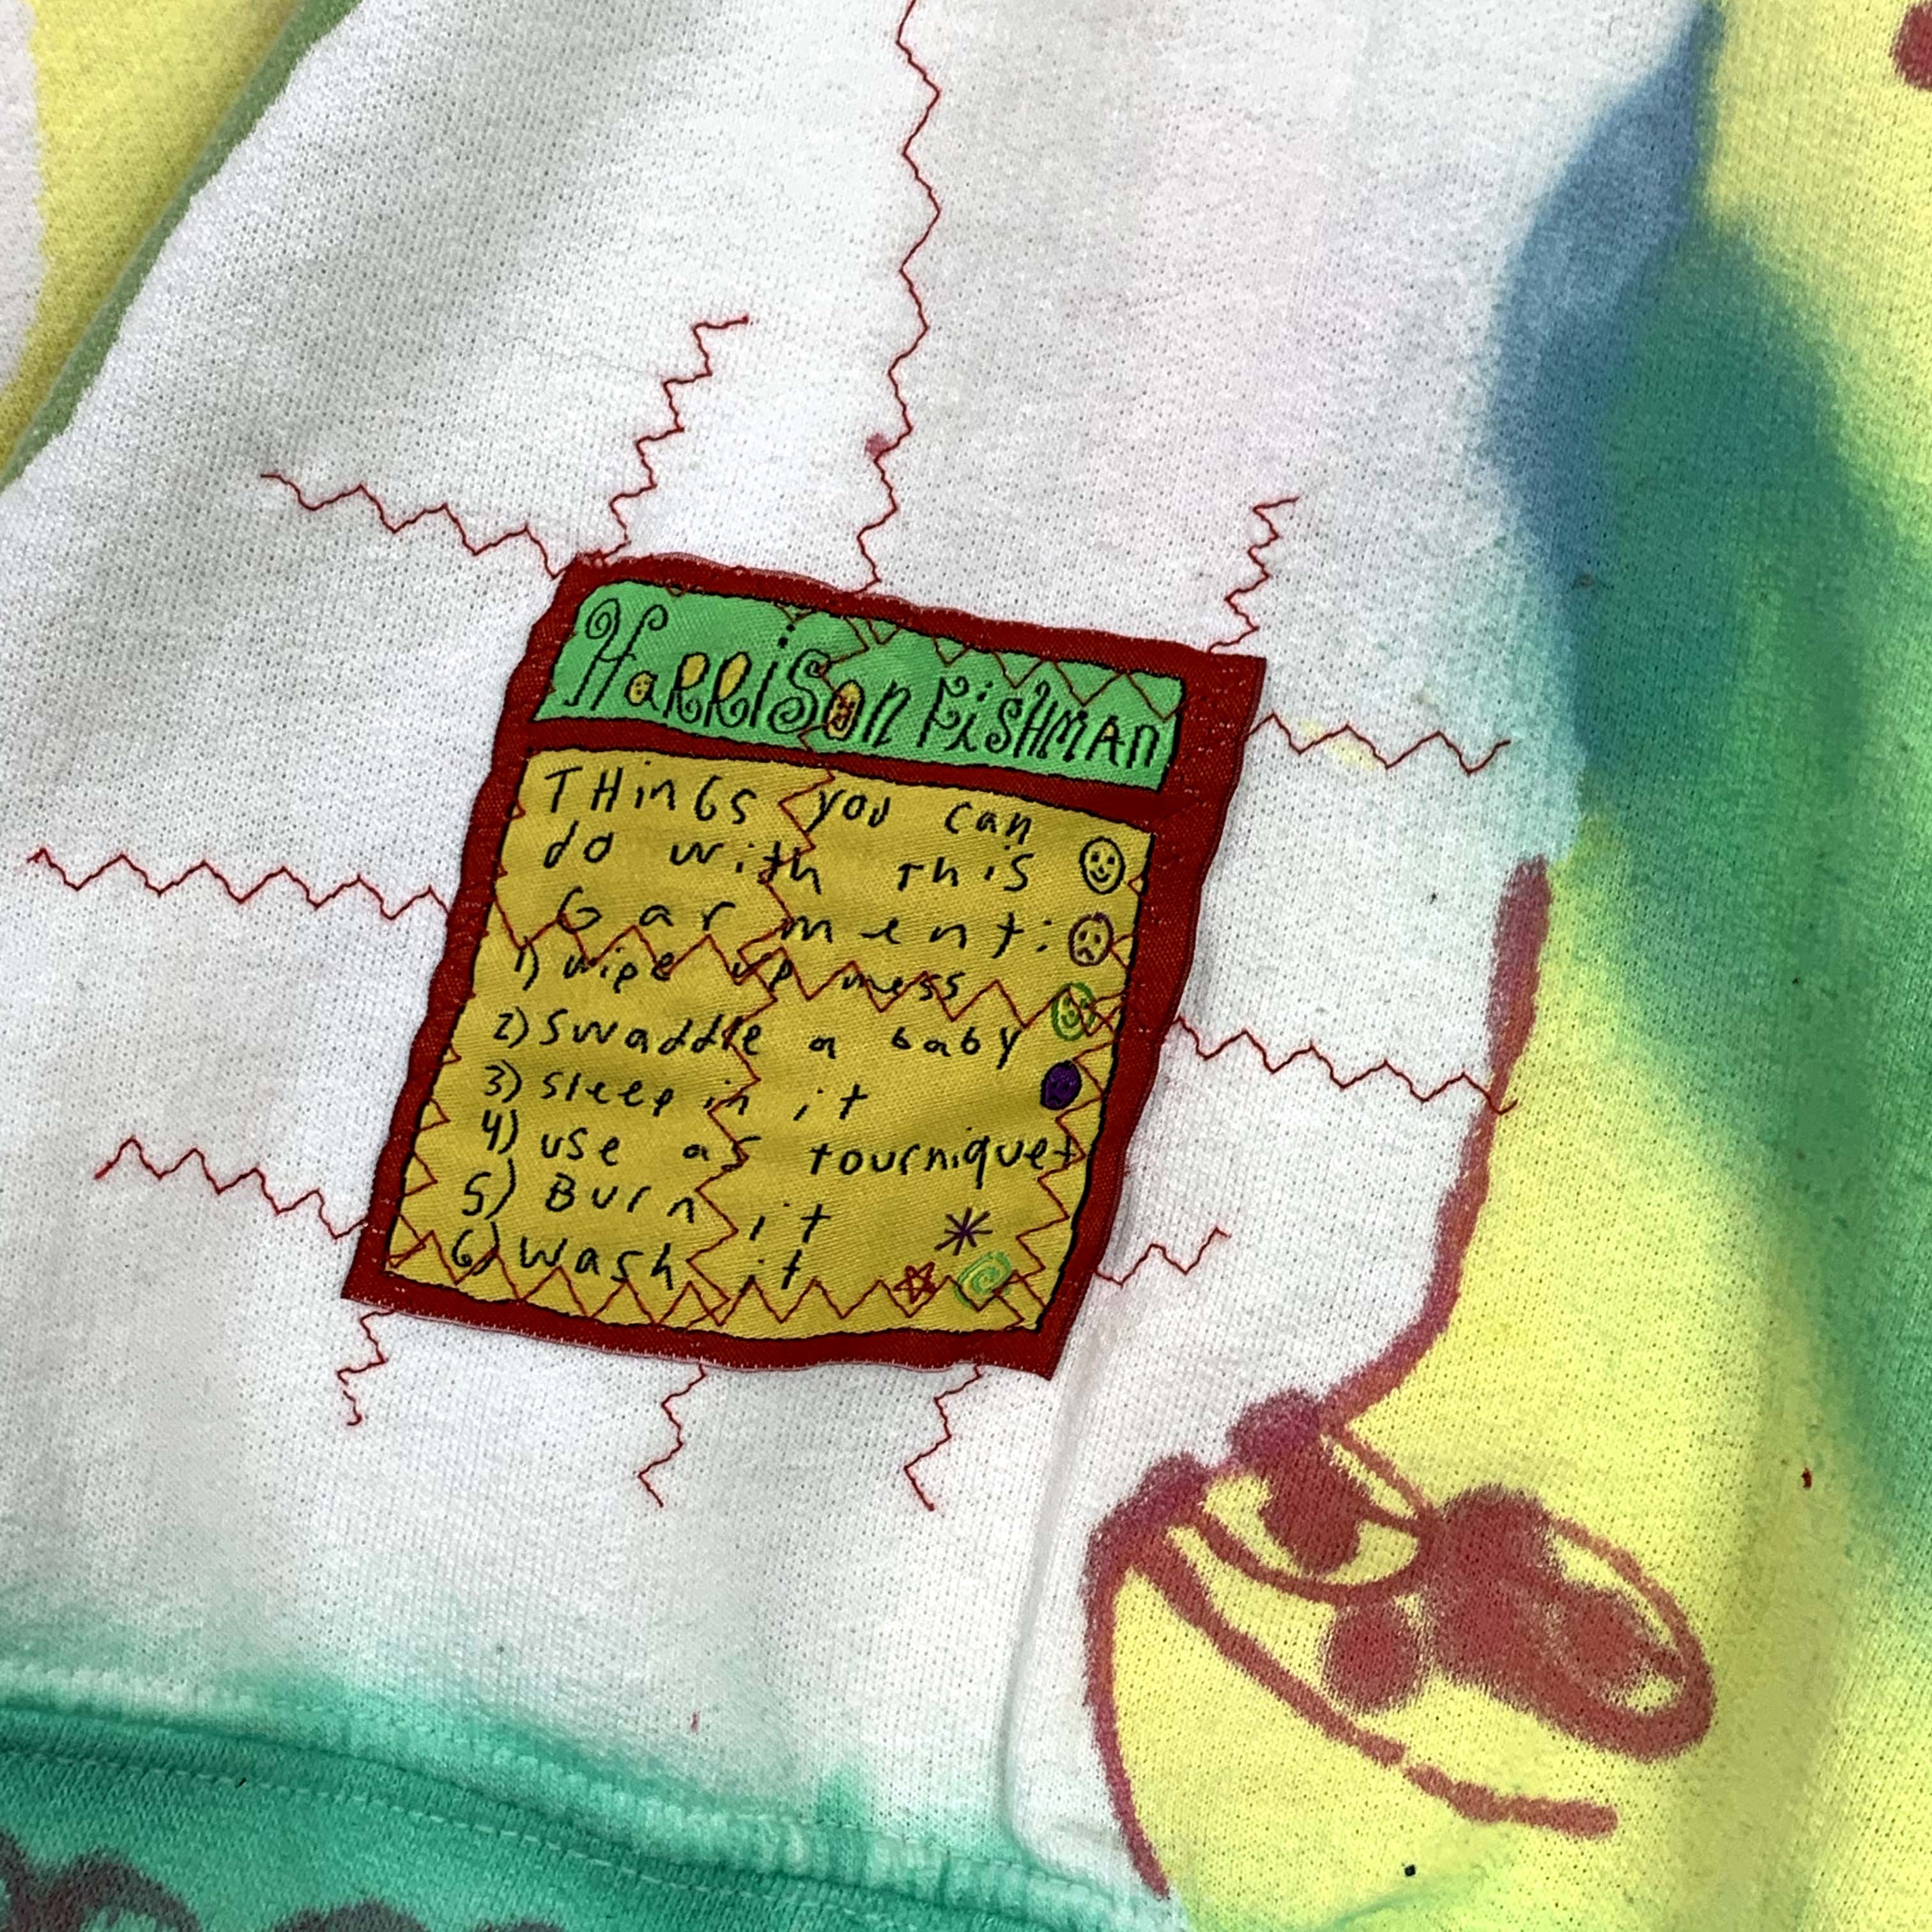 HaRRiSon FiSHMAn
THinGs you can
do with this
Garment:
1) wipe up mess
2) Swaddle a baby
3) sleep in it
4) use as tourniquet
5) Burn it
6) wash it